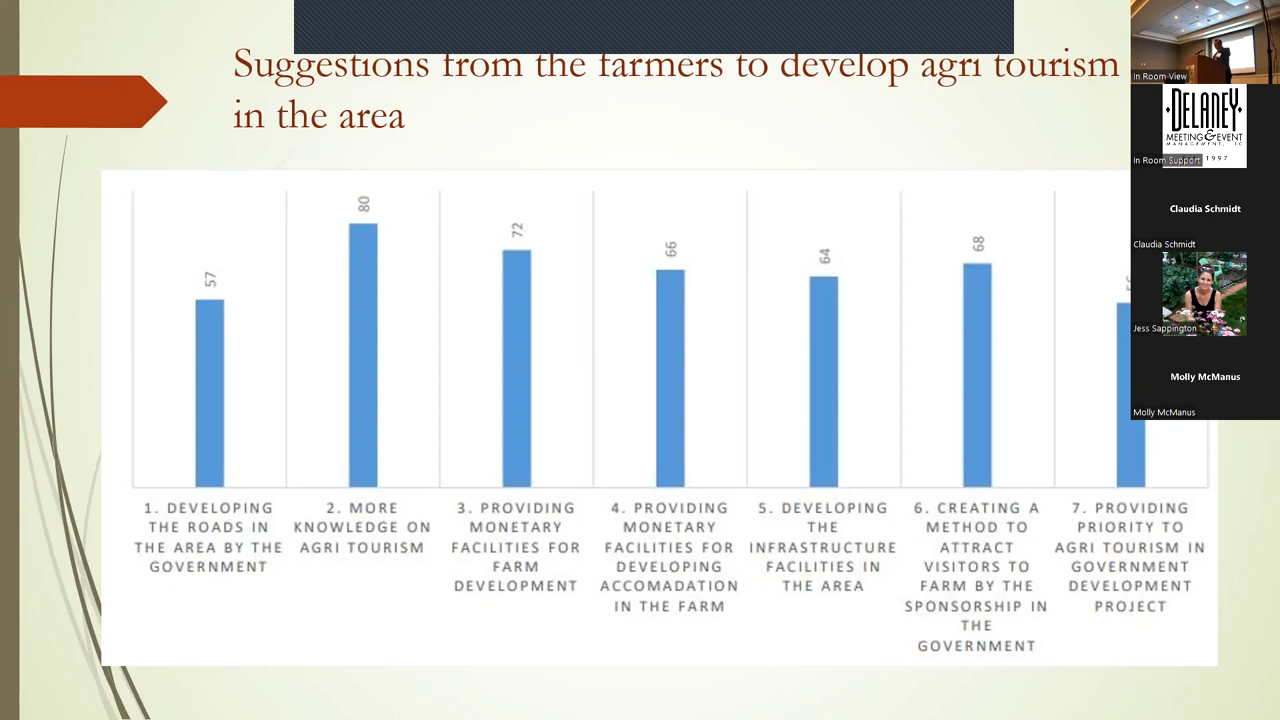 Suggestions from the farmers to develop agri tourism
in the area
In Room View
DELANEY
MEETING & EVENT
MANAGEMENT, LLC
1997
In Room Support
Claudia Schmidt
Claudia Schmidt
Jess Sappington
Molly McManus
Molly McManus
57
80
72
66
64
68
1. DEVELOPING
THE ROADS IN
THE AREA BY THE
GOVERNMENT
2. MORE
KNOWLEDGE ON
AGRI TOURISM
3. PROVIDING
MONETARY
FACILITIES FOR
FARM
DEVELOPMENT
4. PROVIDING
MONETARY
FACILITIES FOR
DEVELOPING
ACCOMADATION
IN THE FARM
5. DEVELOPING
THE
INFRASTRUCTURE
FACILITIES IN
THE AREA
6. CREATING A
METHOD TO
ATTRACT
VISITORS TO
FARM BY THE
SPONSORSHIP IN
THE
GOVERNMENT
7. PROVIDING
PRIORITY TO
AGRI TOURISM IN
GOVERNMENT
DEVELOPMENT
PROJECT